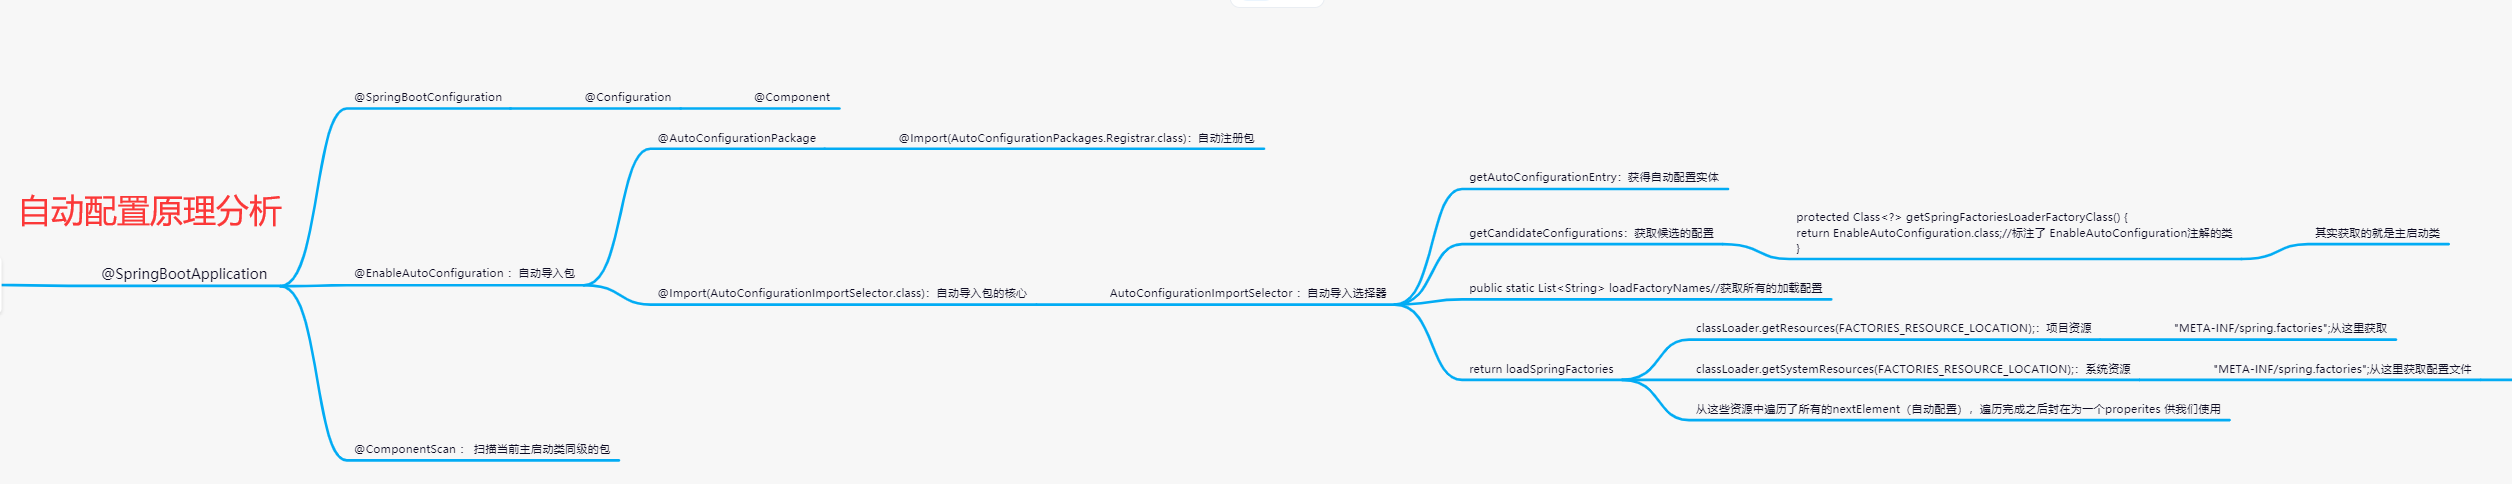 自动配置原理分析
@SpringBootApplication
@SpringBootConfiguration
@Configuration
@Component
@EnableAutoConfiguration ：自动导入包
@AutoConfigurationPackage
@Import(AutoConfigurationPackages.Registrar.class)：自动注册包
@Import(AutoConfigurationImportSelector.class)：自动导入包的核心
AutoConfigurationImportSelector ：自动导入选择器
getAutoConfigurationEntry：获得自动配置实体
getCandidateConfigurations：获取候选的配置
protected Class<?> getSpringFactoriesLoaderFactoryClass() {
return EnableAutoConfiguration.class;//标注了 EnableAutoConfiguration注解的类
}
其实获取的就是主启动类
public static List<String> loadFactoryNames//获取所有的加载配置
return loadSpringFactories
classLoader.getResources(FACTORIES_RESOURCE_LOCATION);：项目资源
"META-INF/spring.factories";从这里获取
classLoader.getSystemResources(FACTORIES_RESOURCE_LOCATION);：系统资源
"META-INF/spring.factories";从这里获取配置文件
从这些资源中遍历了所有的nextElement（自动配置），遍历完成之后封在为一个properites 供我们使用
@ComponentScan ： 扫描当前主启动类同级的包